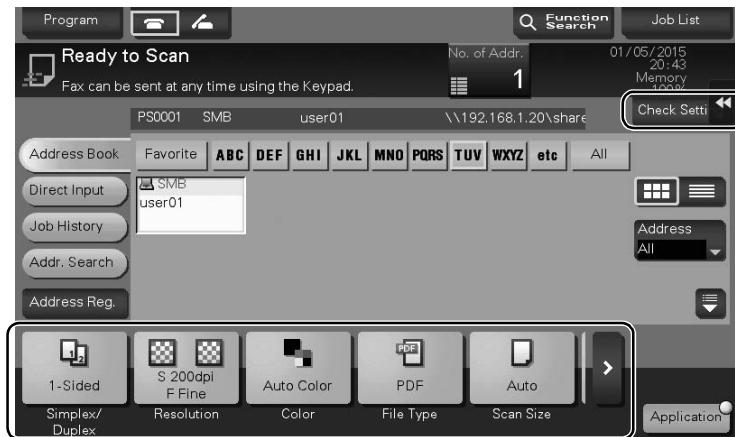 Program
Function
Search
Job List
Ready to Scan
Fax can be sent at any time using the Keypad.
No. of Addr.
1
01/05/2015
20:43
Memory
100%
Check Setti
PS0001 SMB user01 \\192.168.1.20\share
Address Book
Favorite ABC DEF GHI JKL MNO PQRS TUV WXYZ etc All
Direct Input
SMB
user01
Job History
Addr. Search
Address
All
Address Reg.
1 2
1-Sided
S 200dpi
F Fine
Auto Color
PDF
PDF
Auto
Simplex/
Duplex
Resolution
Color
File Type
Scan Size
Application